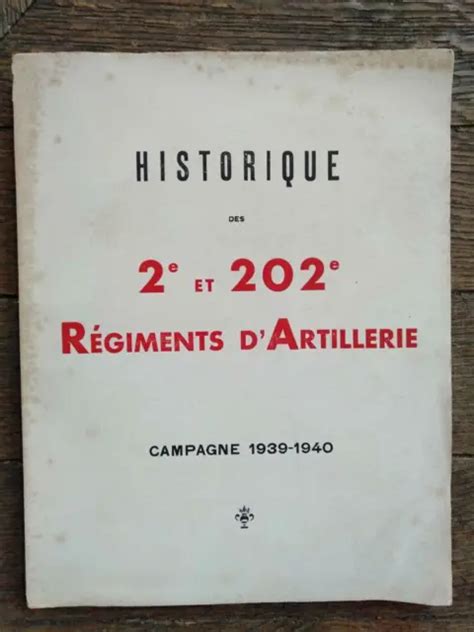 HISTORIQUE
DES
2e ET 202e
RÉGIMENTS D'ARTILLERIE
CAMPAGNE 1939-1940